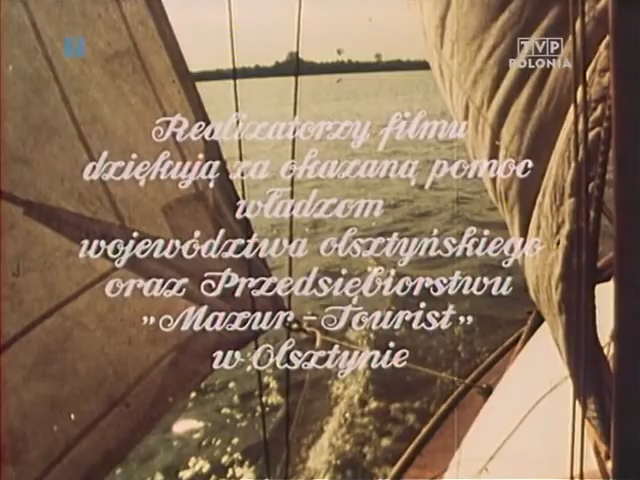 TVP
POLONIA
Realizatorzy filmu
dziękują za okazaną pomoc
władzom
województwa olsztyńskiego
oraz Przedsiębiorstwu
"Mazur-Tourist"
w Olsztynie